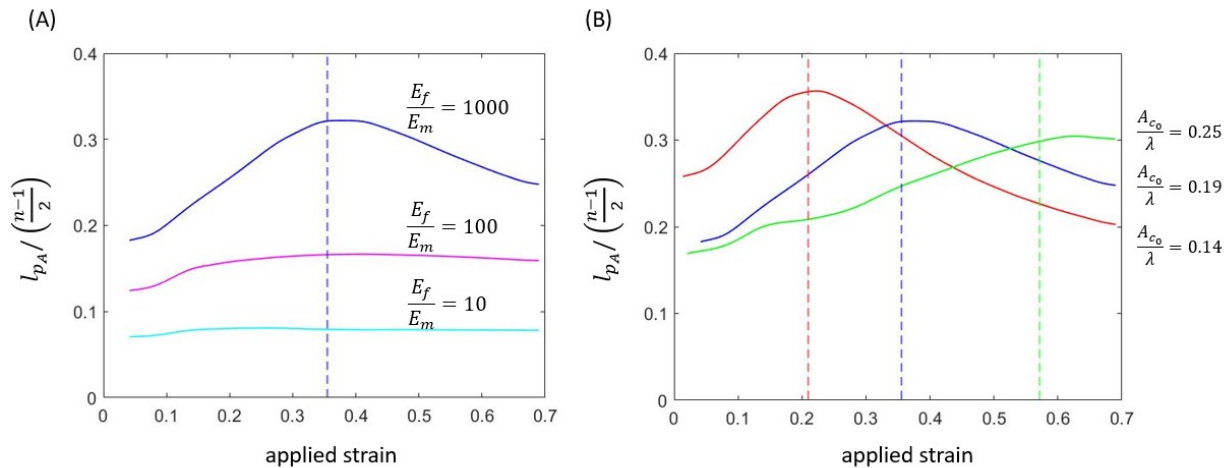 (A)
0.4
0.3
0.2
0.1
0
0 0.1 0.2 0.3 0.4 0.5 0.6 0.7
l_{p_A} / ((n−1)/2)
applied strain
E_f/E_m = 1000
E_f/E_m = 100
E_f/E_m = 10
(B)
0.4
0.3
0.2
0.1
0
0 0.1 0.2 0.3 0.4 0.5 0.6 0.7
l_{p_A} / ((n−1)/2)
applied strain
A_{c_0}/λ = 0.25
A_{c_0}/λ = 0.19
A_{c_0}/λ = 0.14